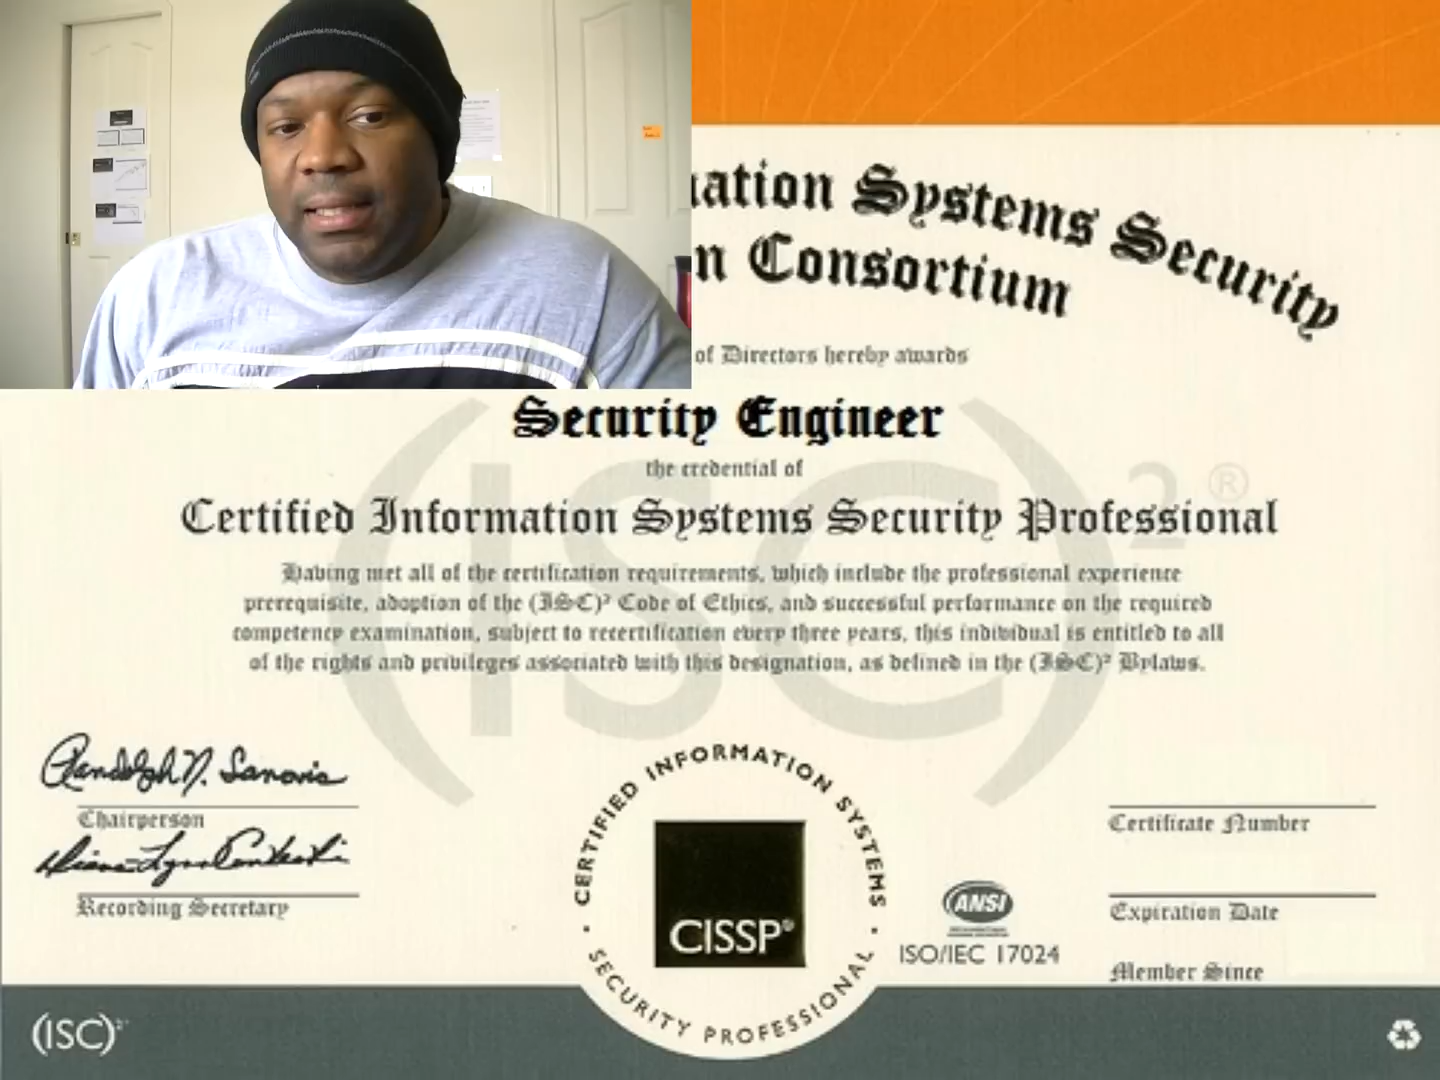 ation Systems Security
n Consortium
of Directors hereby awards
Security Engineer
the credential of
Certified Information Systems Security Professional
Having met all of the certification requirements, which include the professional experience
prerequisite, adoption of the (ISC)² Code of Ethics, and successful performance on the required
competency examination, subject to recertification every three years, this individual is entitled to all
of the rights and privileges associated with this designation, as defined in the (ISC)² Bylaws.
(ISC)²®
Chairperson
Recording Secretary
CERTIFIED INFORMATION SYSTEMS
· SECURITY PROFESSIONAL ·
CISSP®
ANSI
ISO/IEC 17024
Certificate Number
Expiration Date
Member Since
(ISC)²